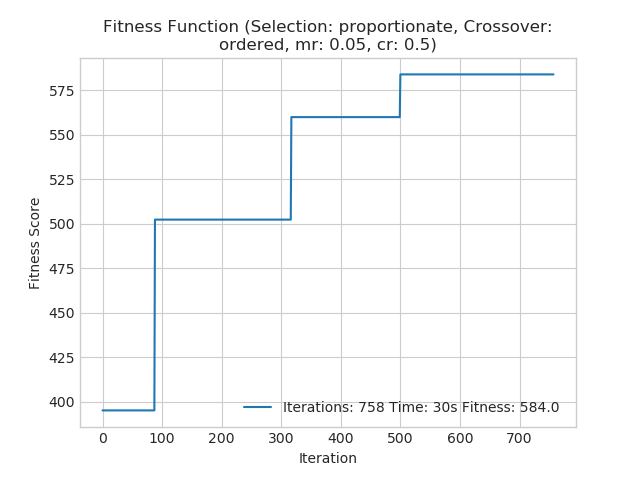 Fitness Function (Selection: proportionate, Crossover:
ordered, mr: 0.05, cr: 0.5)
Fitness Score
575
550
525
500
475
450
425
400
Iterations: 758 Time: 30s Fitness: 584.0
0 100 200 300 400 500 600 700
Iteration